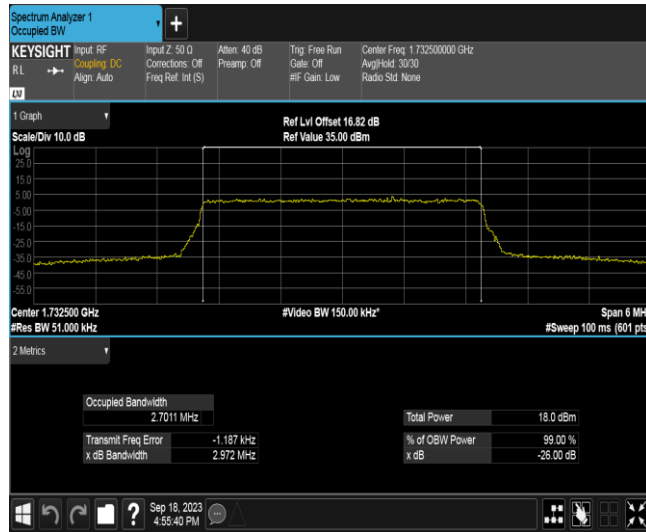 Spectrum Analyzer 1
Occupied BW
KEYSIGHT
RL
LXI
Input: RF
Coupling: DC
Align: Auto
Input Z: 50 Ω
Corrections: Off
Freq Ref: Int (S)
Atten: 40 dB
Preamp: Off
Trig: Free Run
Gate: Off
#IF Gain: Low
Center Freq: 1.732500000 GHz
Avg|Hold: 30/30
Radio Std: None
1 Graph
Scale/Div 10.0 dB
Ref Lvl Offset 16.82 dB
Ref Value 35.00 dBm
Log
25.0
15.0
5.00
-5.00
-15.0
-25.0
-35.0
-45.0
-55.0
Center 1.732500 GHz
#Res BW 51.000 kHz
#Video BW 150.00 kHz*
Span 6 MH
#Sweep 100 ms (601 pts
2 Metrics
Occupied Bandwidth
2.7011 MHz
Transmit Freq Error -1.187 kHz
x dB Bandwidth 2.972 MHz
Total Power 18.0 dBm
% of OBW Power 99.00 %
x dB -26.00 dB
Sep 18, 2023
4:55:40 PM